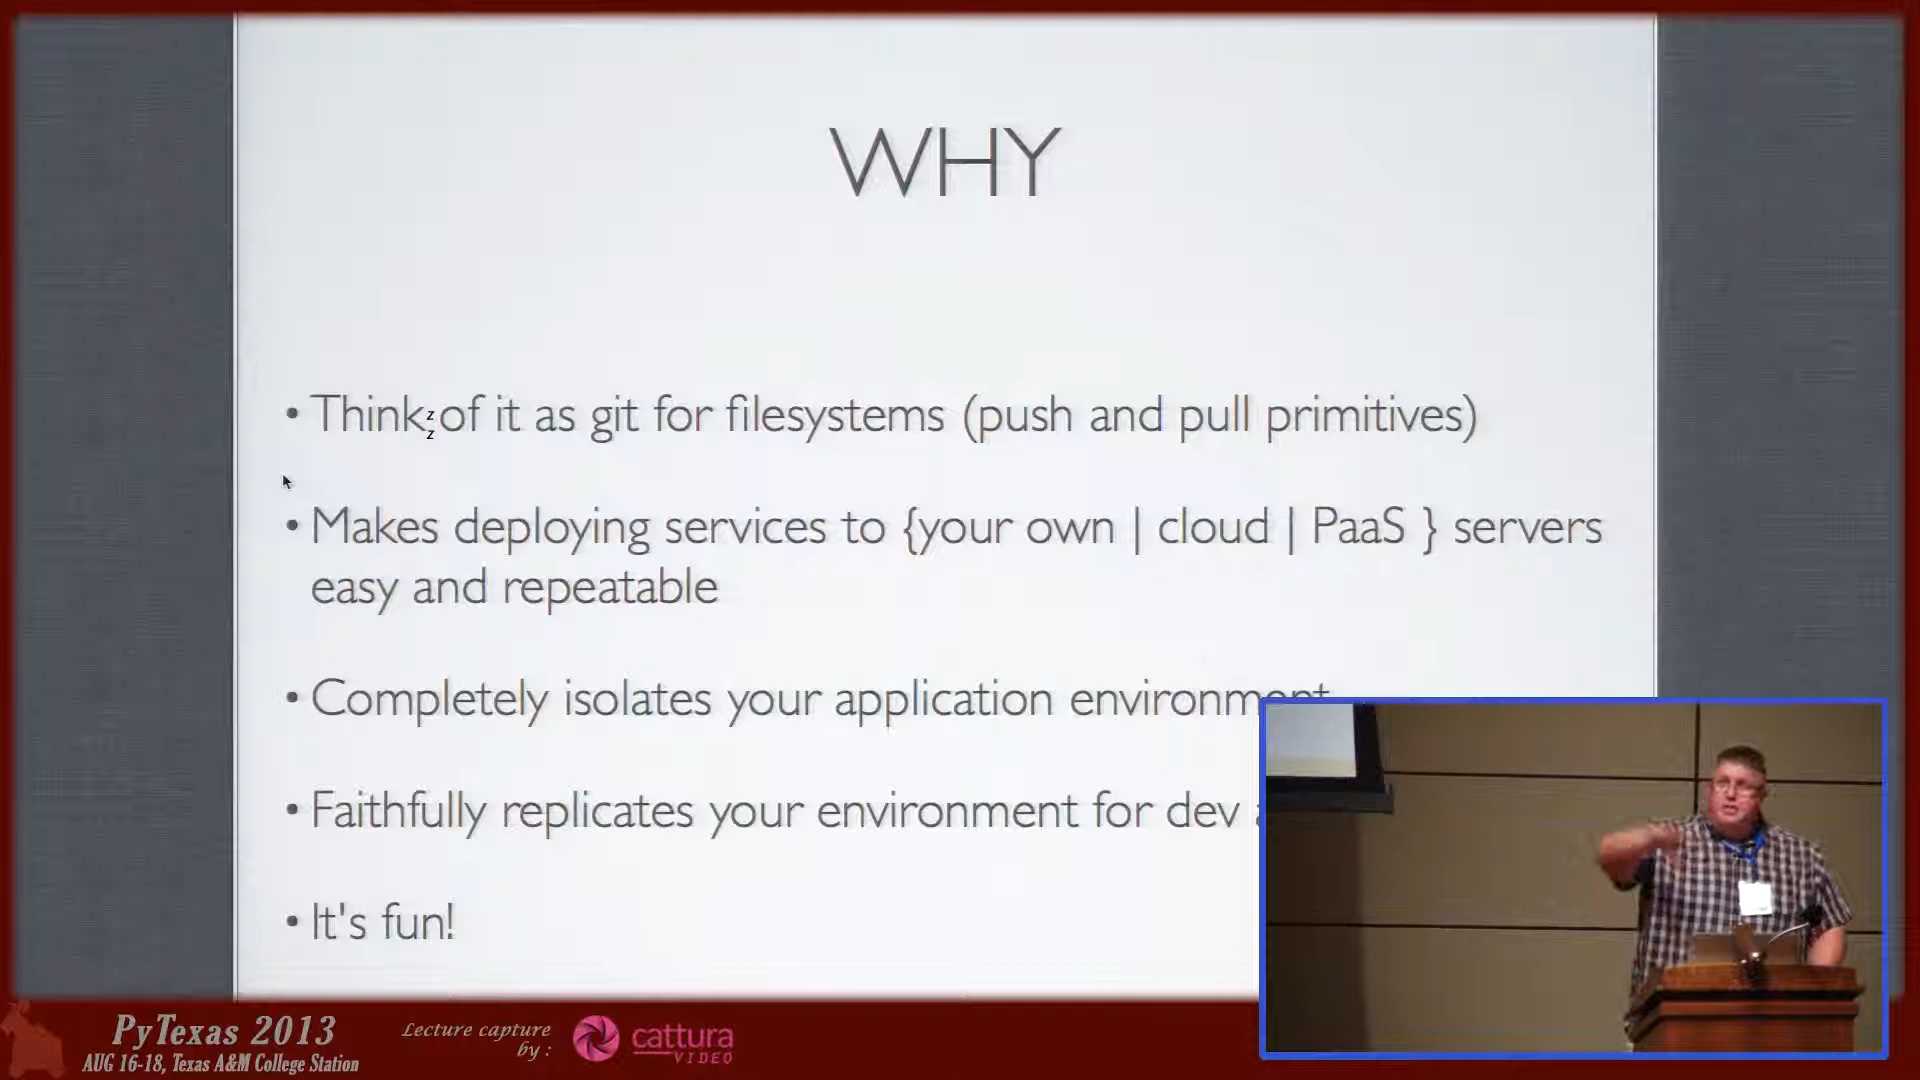 WHY
• Think of it as git for filesystems (push and pull primitives)
z
z
• Makes deploying services to {your own | cloud | PaaS } servers
easy and repeatable
• Completely isolates your application environment
• Faithfully replicates your environment for dev
• It's fun!
PyTexas 2013
AUG 16-18, Texas A&M College Station
Lecture capture
by :
cattura
VIDEO